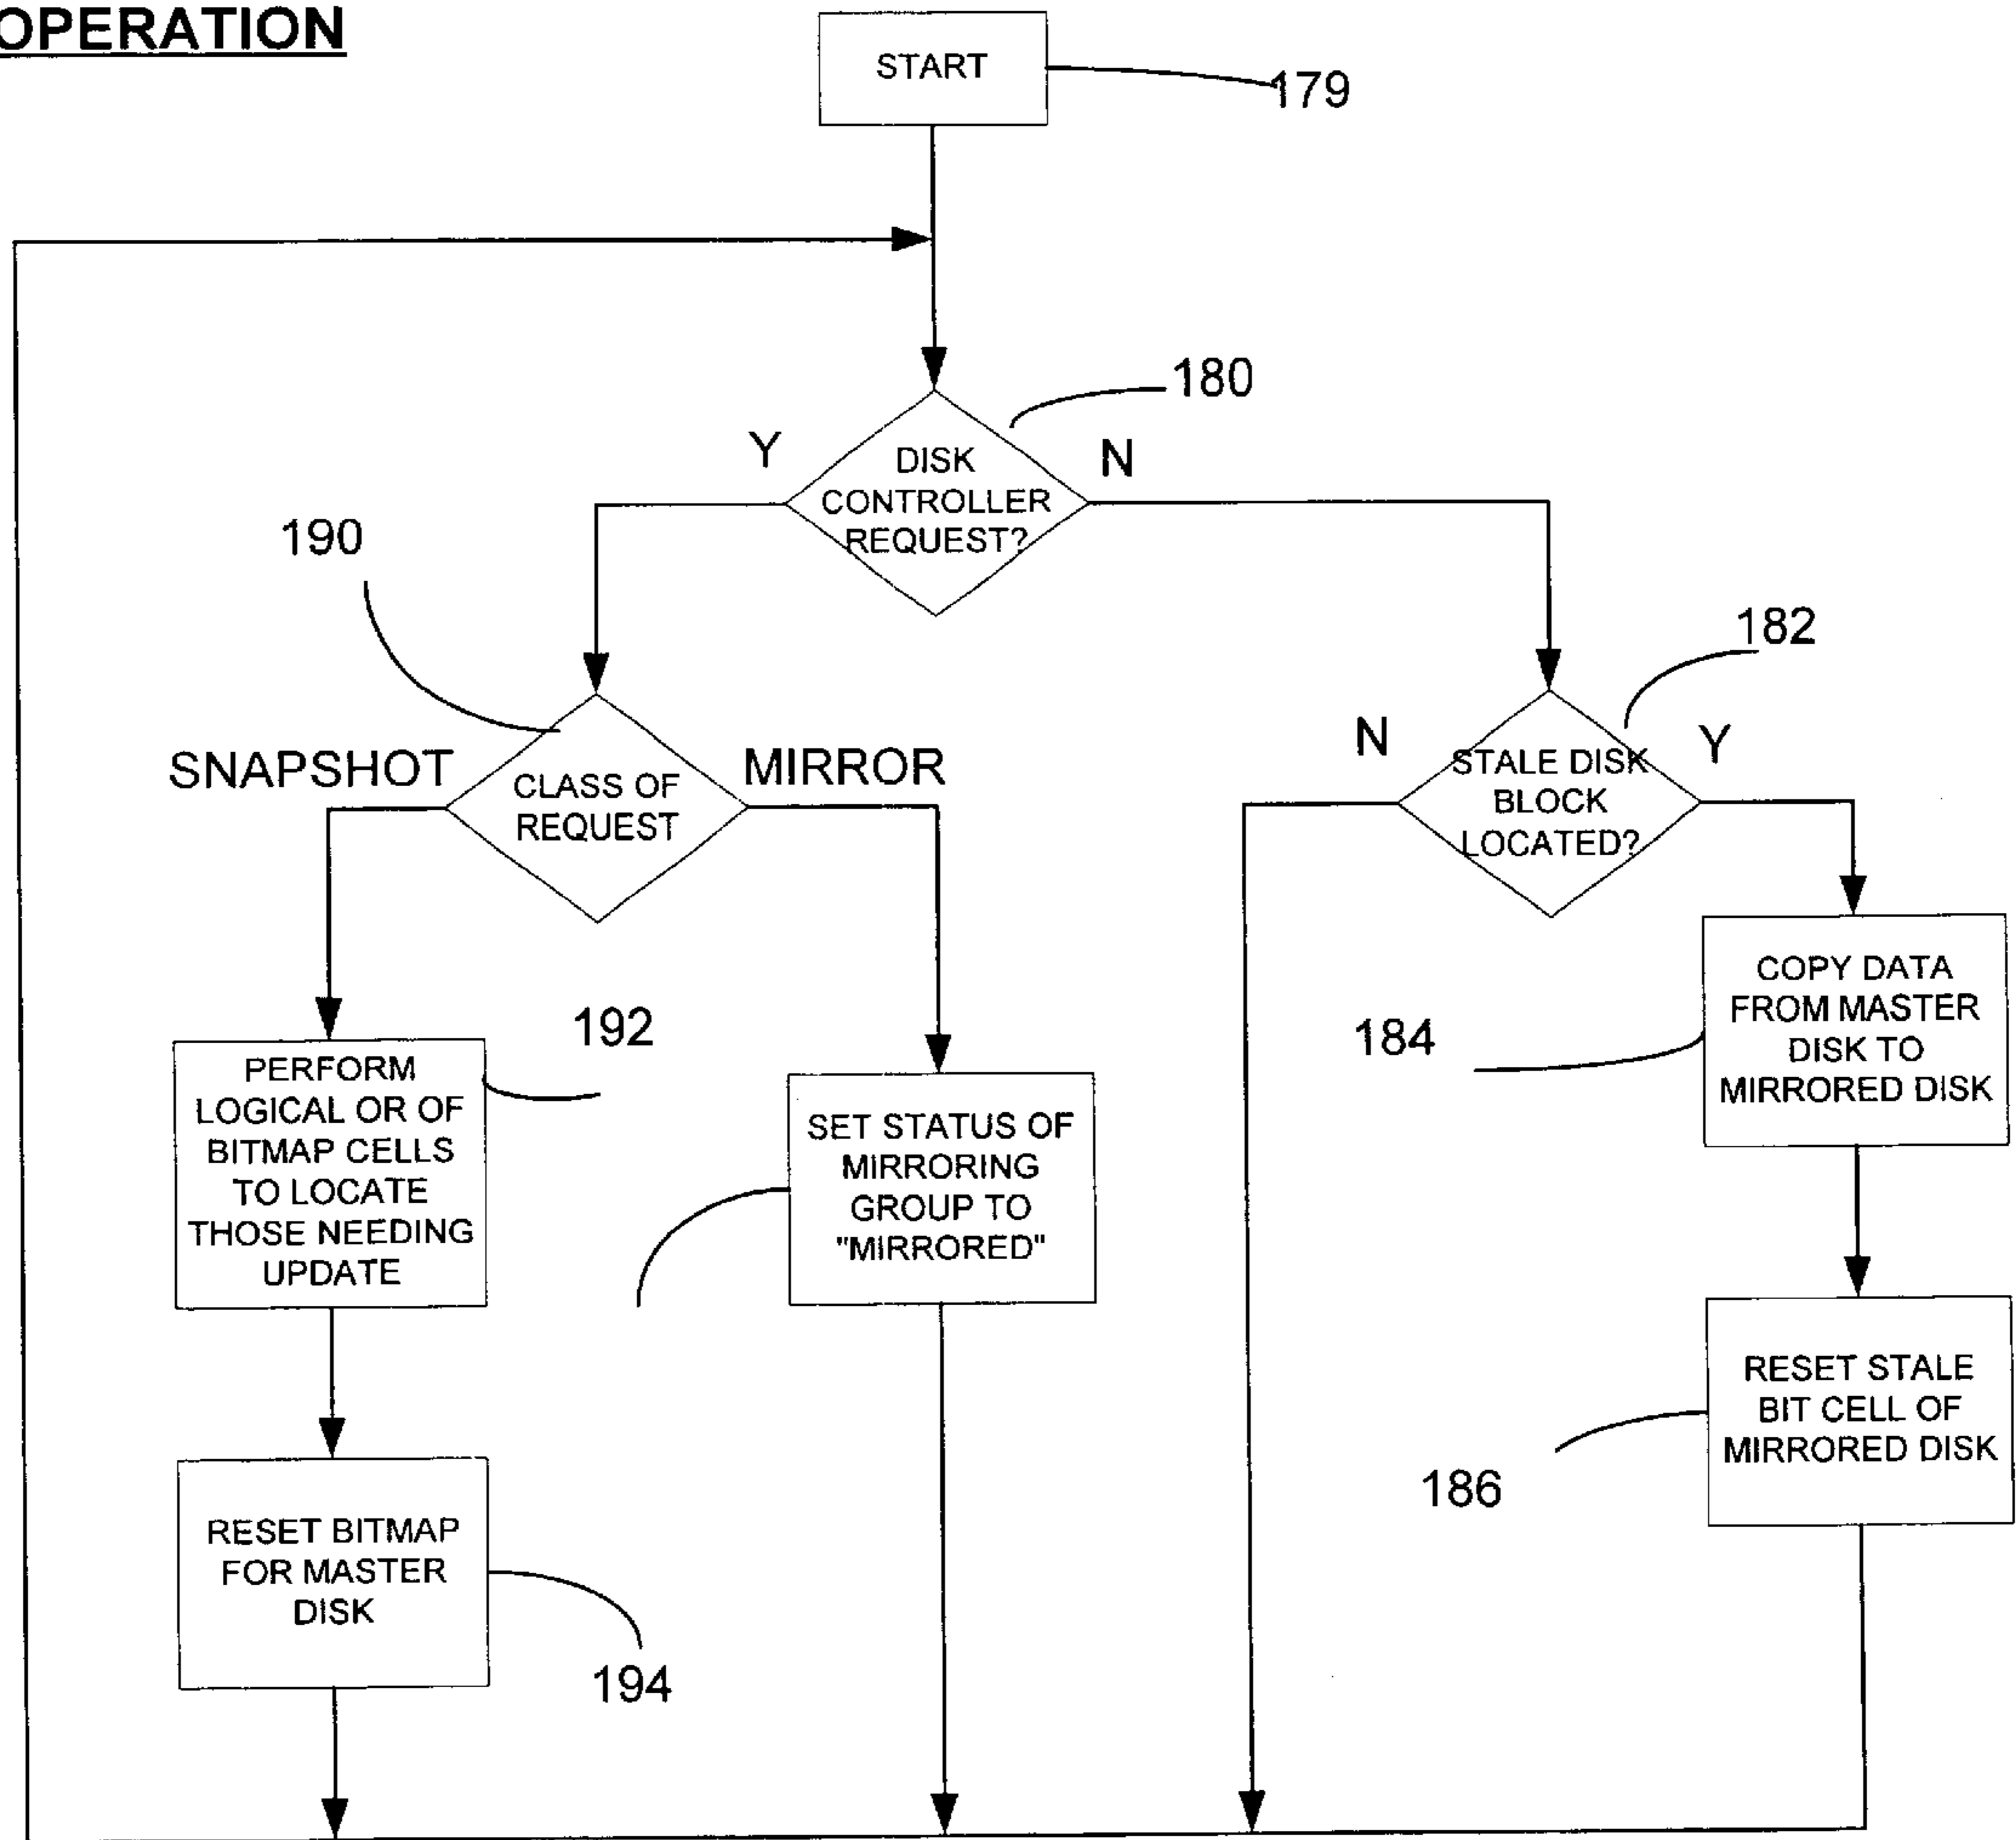 OPERATION
START
179
180
Y
N
DISK
CONTROLLER
REQUEST?
190
182
SNAPSHOT
MIRROR
CLASS OF
REQUEST
N
Y
STALE DISK
BLOCK
LOCATED?
192
PERFORM
LOGICAL OR OF
BITMAP CELLS
TO LOCATE
THOSE NEEDING
UPDATE
SET STATUS OF
MIRRORING
GROUP TO
"MIRRORED"
184
COPY DATA
FROM MASTER
DISK TO
MIRRORED DISK
186
RESET STALE
BIT CELL OF
MIRRORED DISK
RESET BITMAP
FOR MASTER
DISK
194